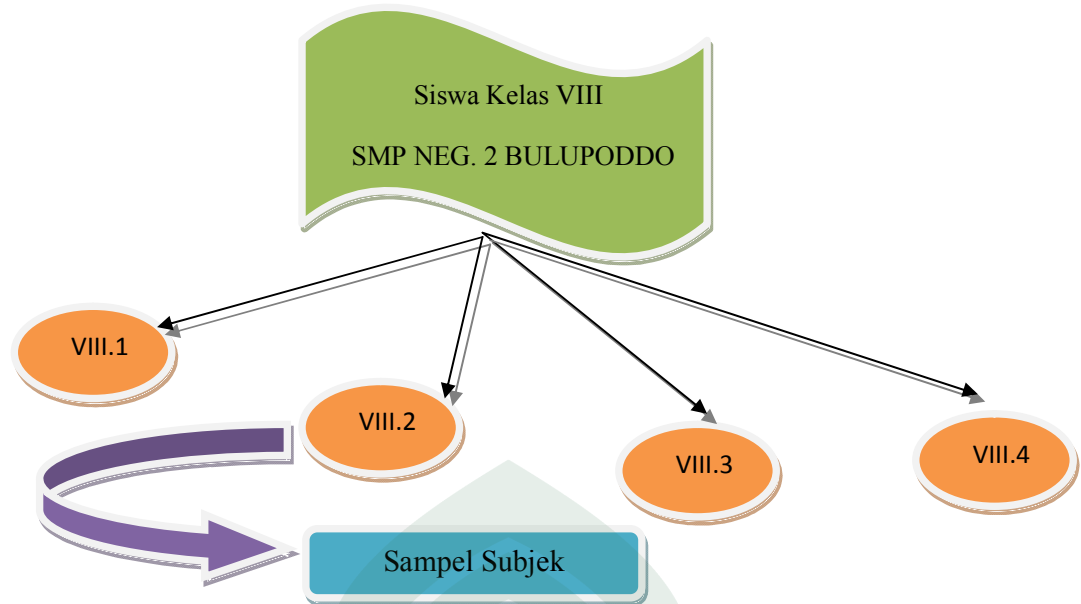 Siswa Kelas VIII
SMP NEG. 2 BULUPODDO
VIII.1
VIII.2
VIII.3
VIII.4
Sampel Subjek